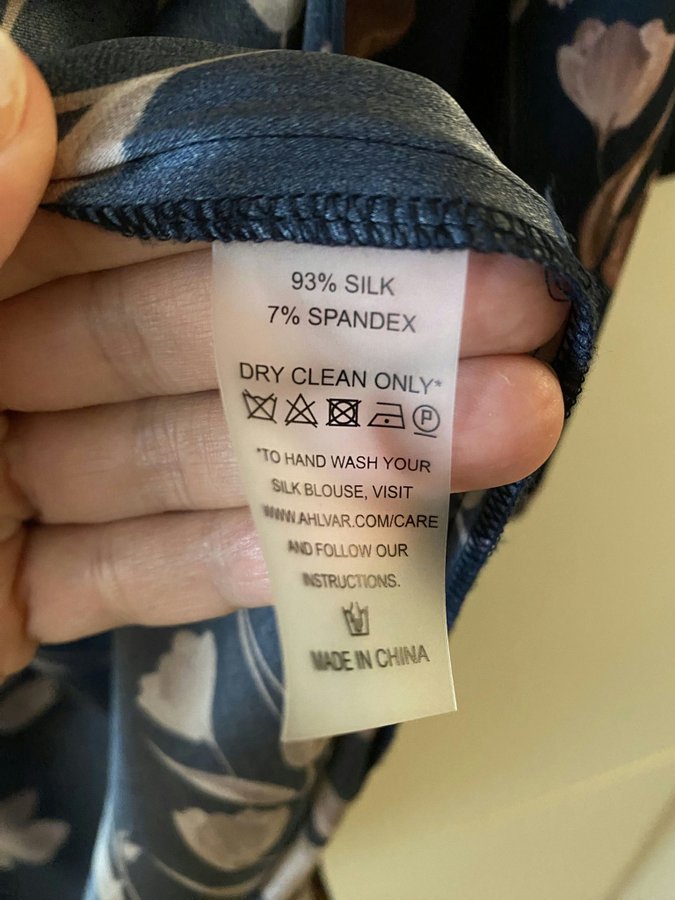 93% SILK
7% SPANDEX
DRY CLEAN ONLY*
P
*TO HAND WASH YOUR
SILK BLOUSE, VISIT
WWW.AHLVAR.COM/CARE
AND FOLLOW OUR
INSTRUCTIONS.
MADE IN CHINA